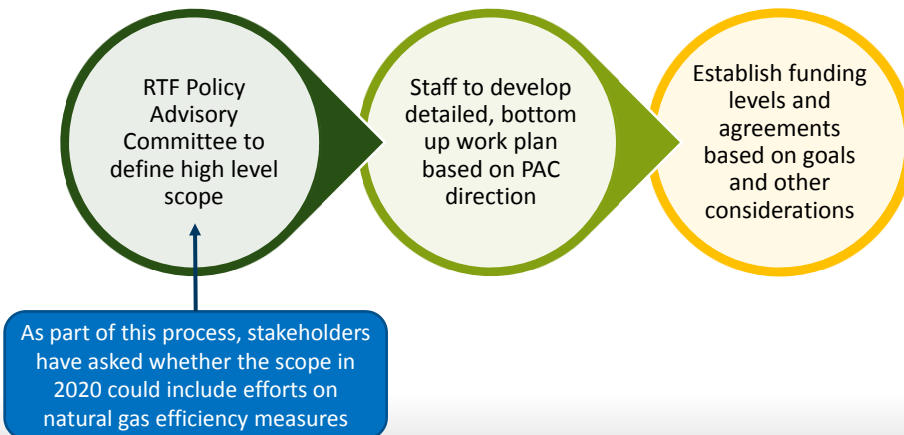 RTF Policy
Advisory
Committee to
define high level
scope
Staff to develop
detailed, bottom
up work plan
based on PAC
direction
Establish funding
levels and
agreements
based on goals
and other
considerations
As part of this process, stakeholders
have asked whether the scope in
2020 could include efforts on
natural gas efficiency measures